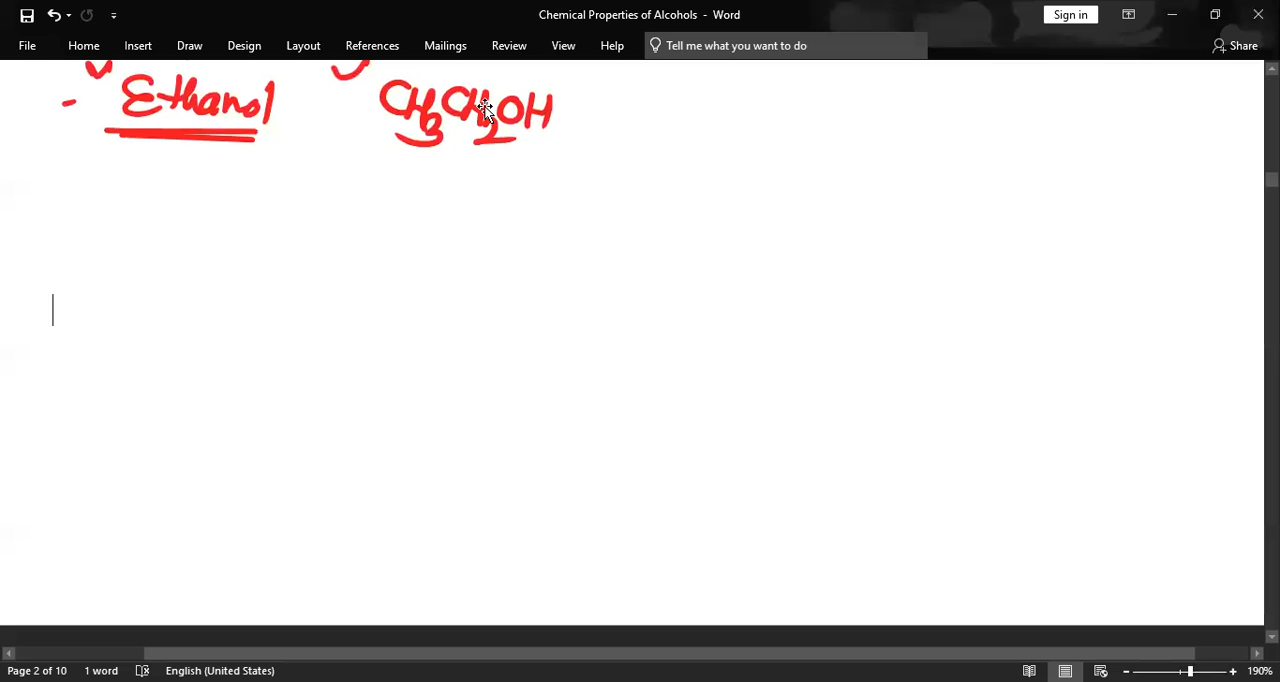 Chemical Properties of Alcohols - Word
Sign in
File Home Insert Draw Design Layout References Mailings Review View Help Tell me what you want to do Share
- Ethanol CH3CH2OH
Page 2 of 10 1 word English (United States) 190%